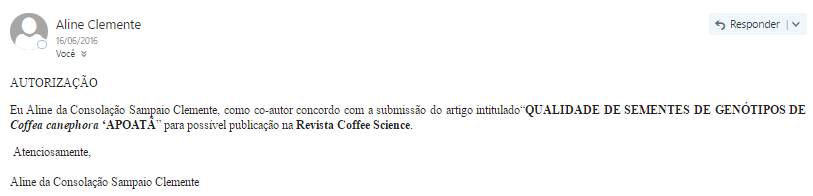 Aline Clemente
16/06/2016
Você
Responder
AUTORIZAÇÃO
Eu Aline da Consolação Sampaio Clemente, como co-autor concordo com a submissão do artigo intitulado“QUALIDADE DE SEMENTES DE GENÓTIPOS DE
Coffea canephora ‘APOATÔ para possível publicação na Revista Coffee Science.
Atenciosamente,
Aline da Consolação Sampaio Clemente